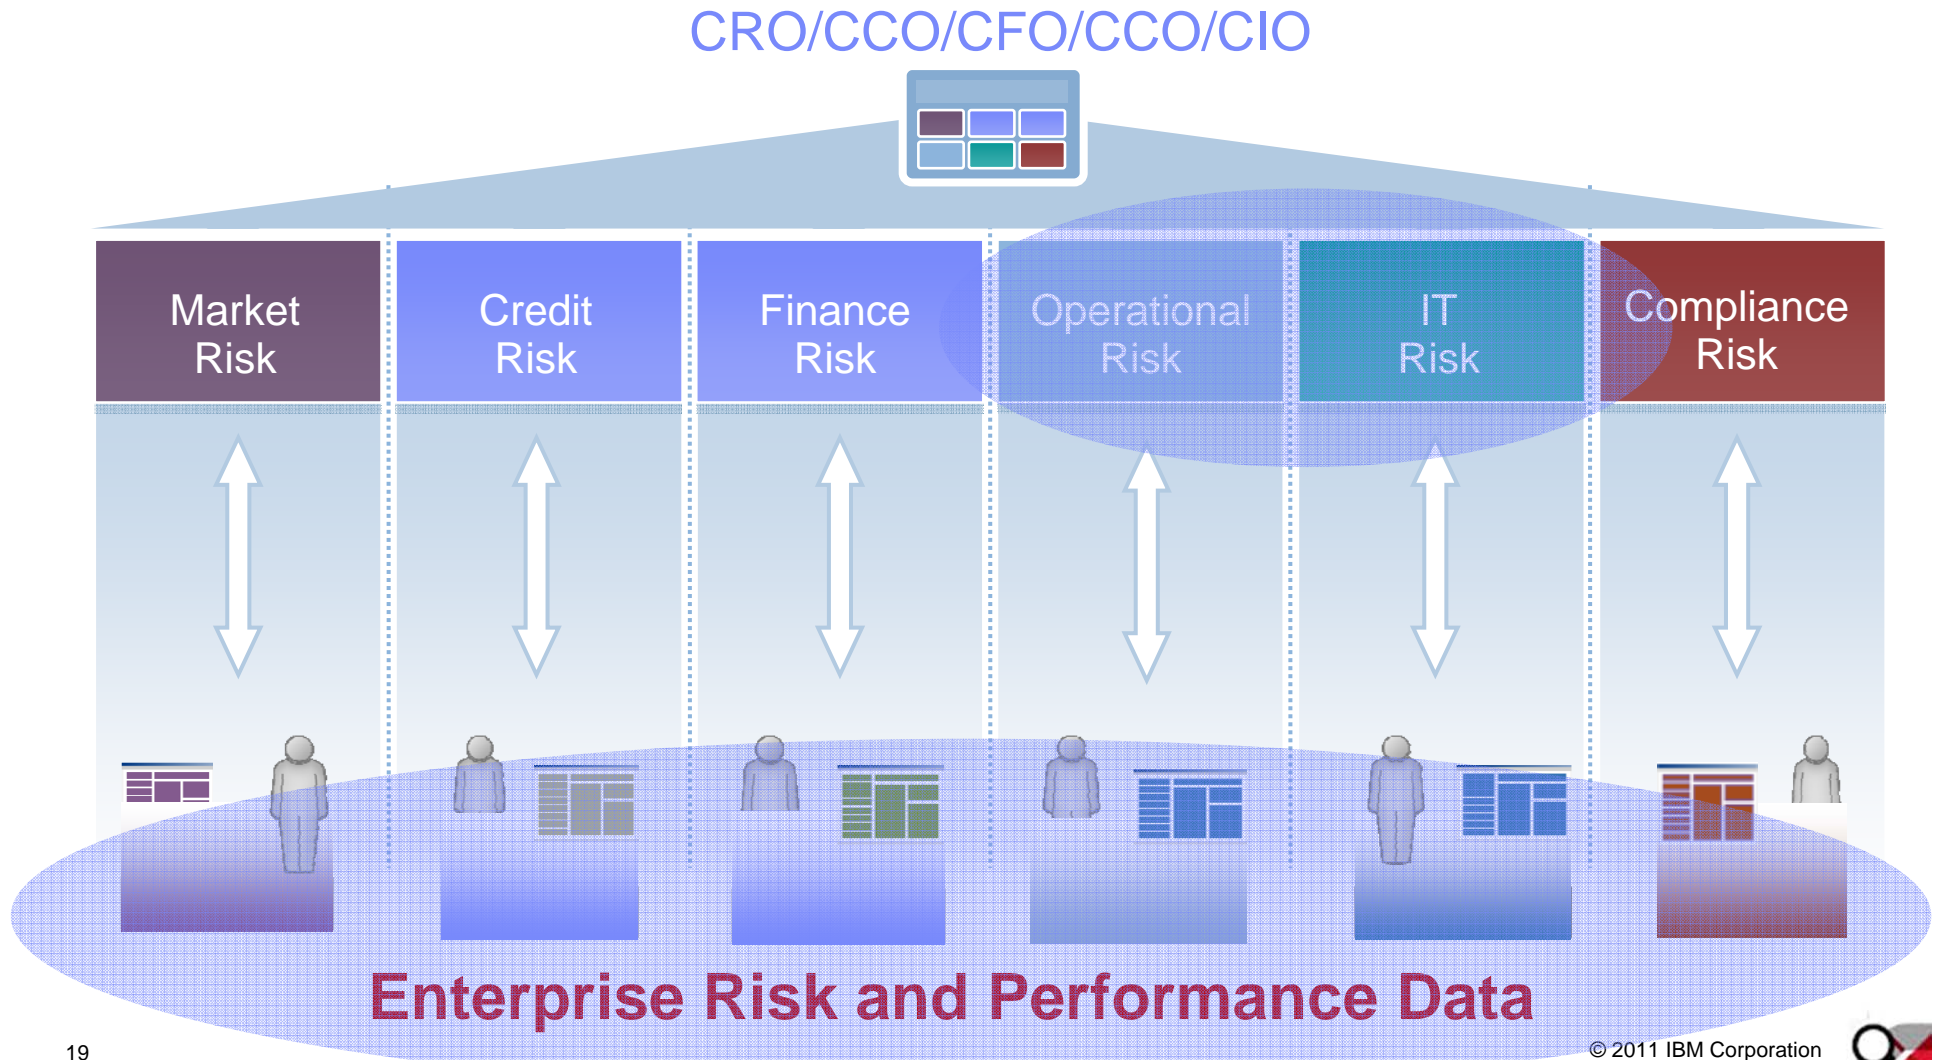 CRO/CCO/CFO/CCO/CIO
Market
Risk
Credit
Risk
Finance
Risk
Operational
Risk
IT
Risk
Compliance
Risk
Enterprise Risk and Performance Data
19
© 2011 IBM Corporation